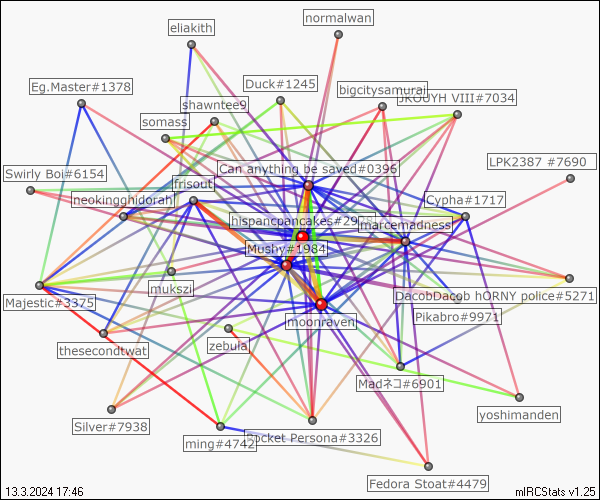 normalwan
eliakith
Eg.Master#1378
Duck#1245
bigcitysamurai
JKOUYH VIII#7034
shawntee9
somass
LPK2387 #7690
Swirly Boi#6154
Can anything be saved#0396
frisout
neokingghidorah
Cypha#1717
hispancpancakes#29
marcemadness
Mushy#1984
mukszi
Majestic#3375
DacobDacob hORNY police#5271
Pikabro#9971
moonraven
thesecondtwat
zebula
Madネコ#6901
yoshimanden
Silver#7938
ming#4742
ocket Persona#3326
Fedora Stoat#4479
13.3.2024 17:46
mIRCStats v1.25